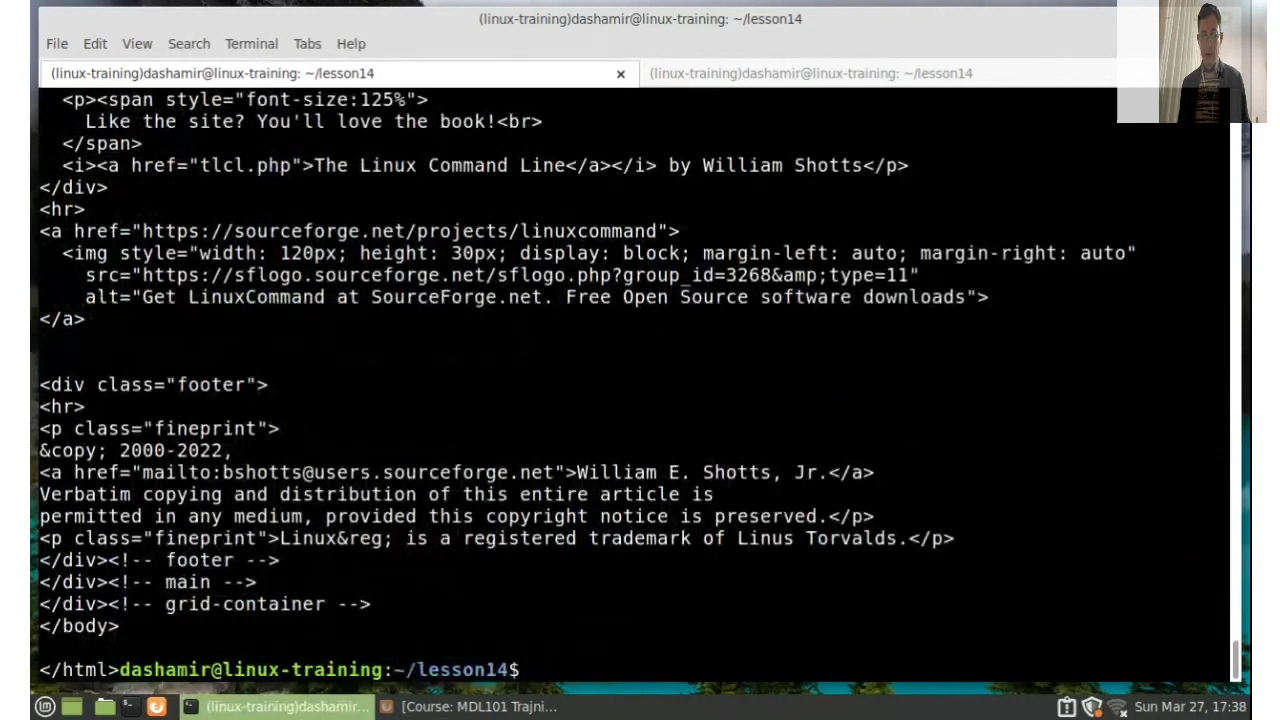 (linux-training)dashamir@linux-training: ~/lesson14
File Edit View Search Terminal Tabs Help
(linux-training)dashamir@linux-training: ~/lesson14 × (linux-training)dashamir@linux-training: ~/lesson14
<p><span style="font-size:125%">
Like the site? You'll love the book!<br>
</span>
<i><a href="tlcl.php">The Linux Command Line</a></i> by William Shotts</p>
</div>
<hr>
<a href="https://sourceforge.net/projects/linuxcommand">
<img style="width: 120px; height: 30px; display: block; margin-left: auto; margin-right: auto"
src="https://sflogo.sourceforge.net/sflogo.php?group_id=3268&amp;type=11"
alt="Get LinuxCommand at SourceForge.net. Free Open Source software downloads">
</a>
<div class="footer">
<hr>
<p class="fineprint">
&copy; 2000-2022,
<a href="mailto:bshotts@users.sourceforge.net">William E. Shotts, Jr.</a>
Verbatim copying and distribution of this entire article is
permitted in any medium, provided this copyright notice is preserved.</p>
<p class="fineprint">Linux&reg; is a registered trademark of Linus Torvalds.</p>
</div><!-- footer -->
</div><!-- main -->
</div><!-- grid-container -->
</body>
</html>dashamir@linux-training:~/lesson14$
(linux-training)dashamir... [Course: MDL101 Trajni... Sun Mar 27, 17:38